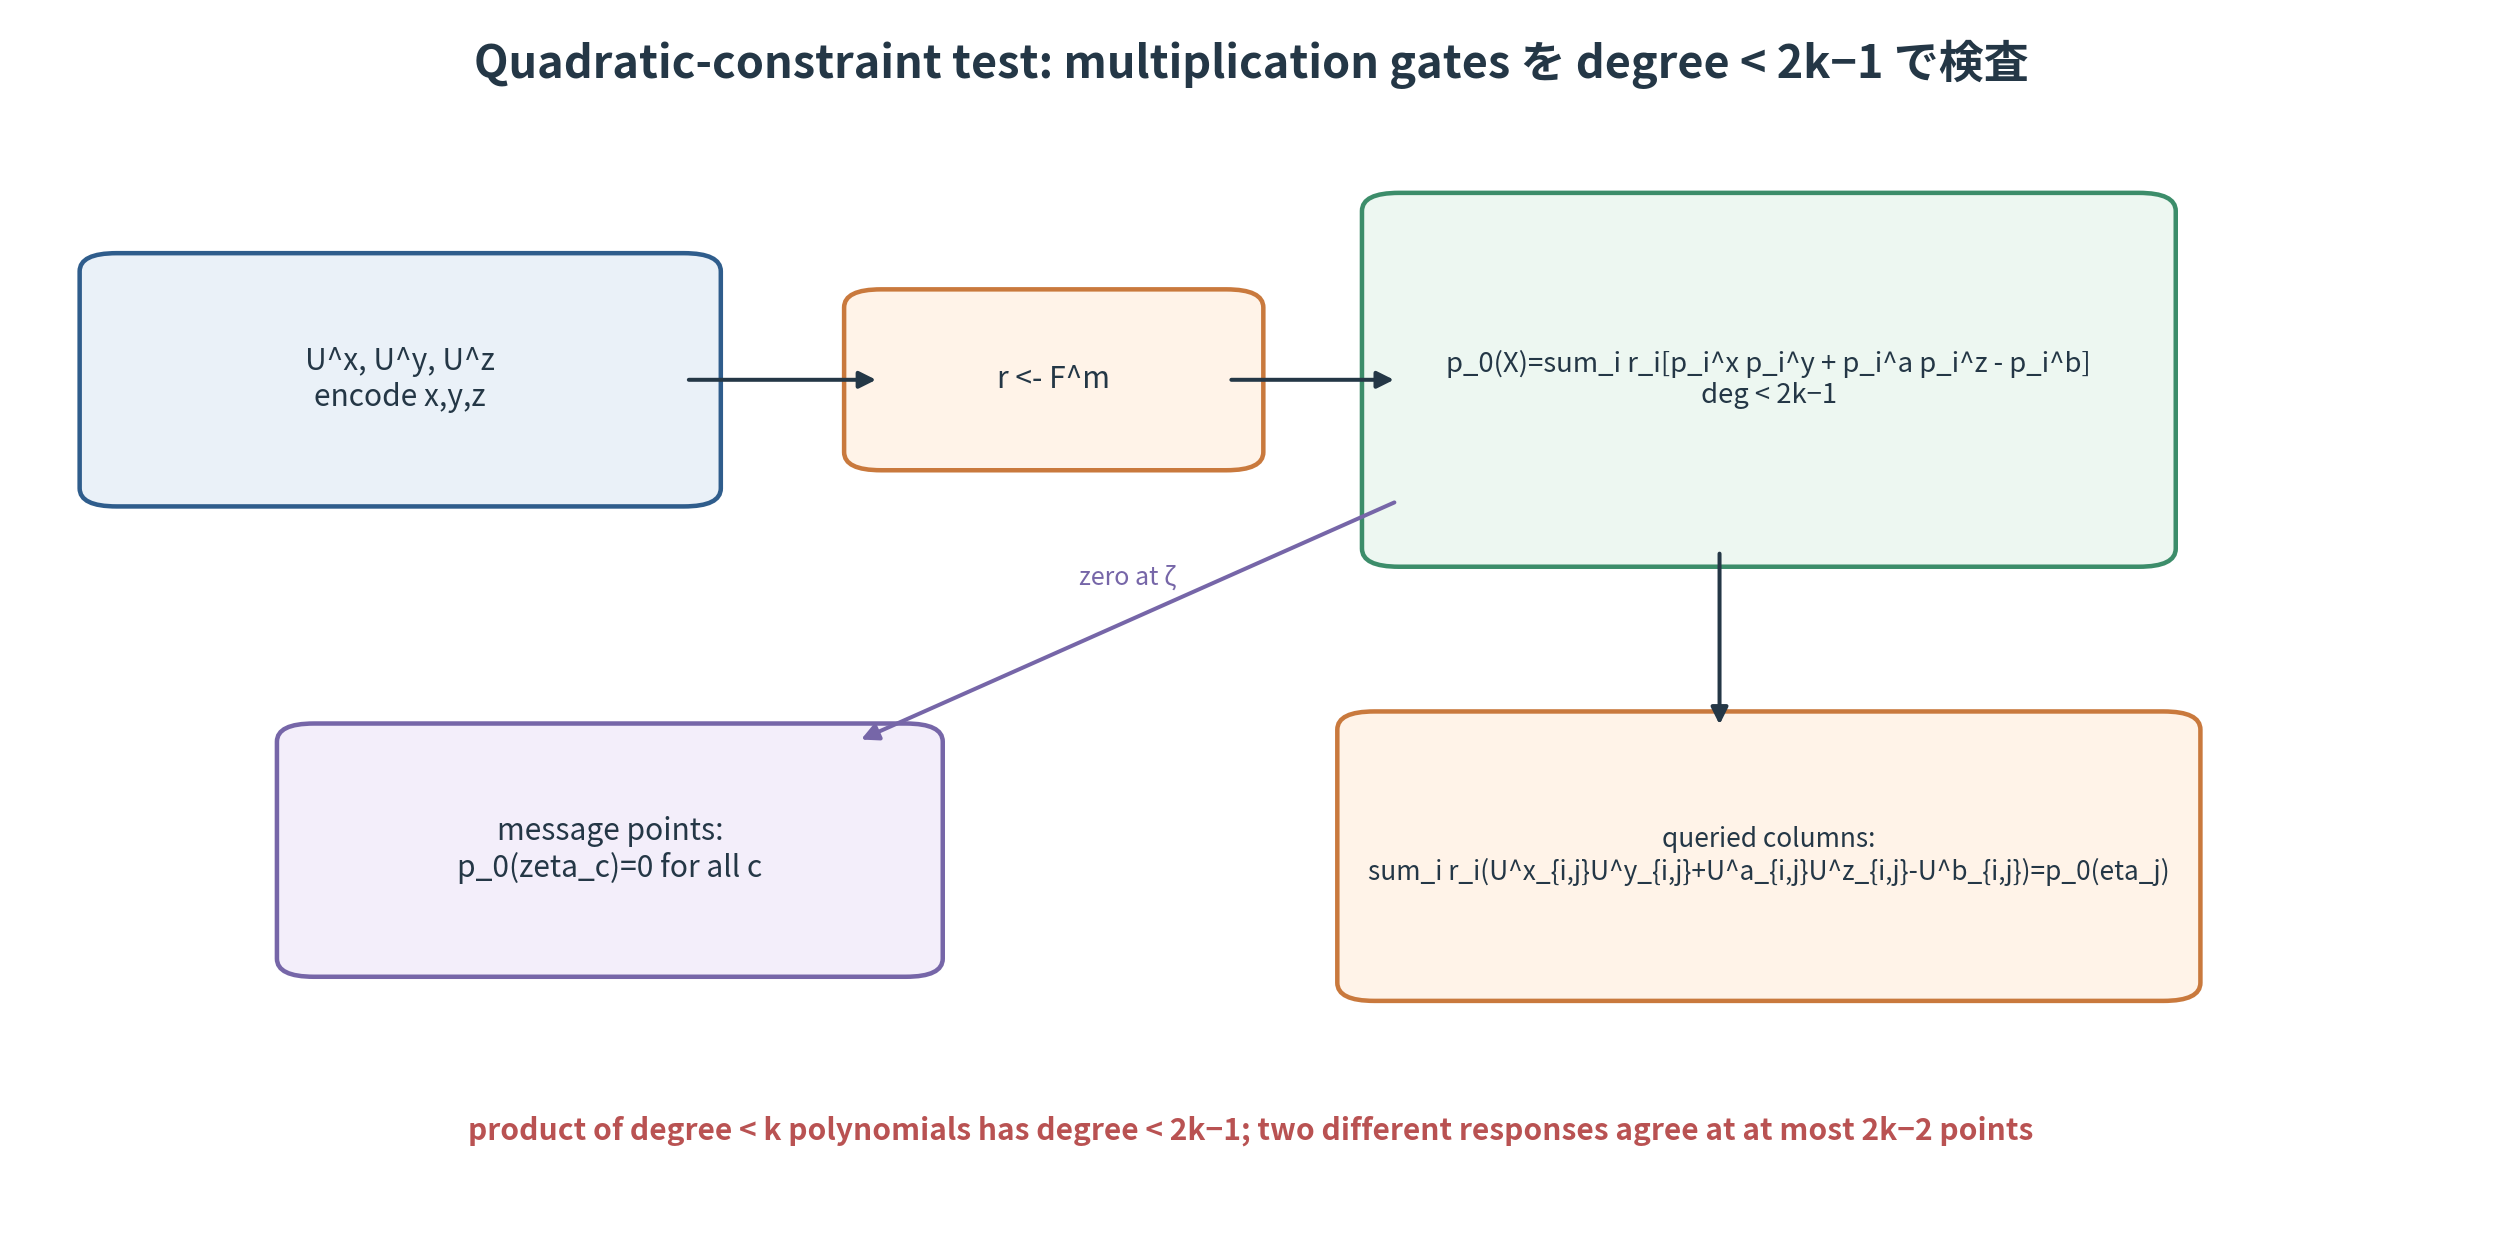 Quadratic-constraint test: multiplication gates を degree < 2k−1 で検査
U^x, U^y, U^z
encode x,y,z
r <- F^m
p_0(X)=sum_i r_i[p_i^x p_i^y + p_i^a p_i^z - p_i^b]
deg < 2k−1
zero at ζ
message points:
p_0(zeta_c)=0 for all c
queried columns:
sum_i r_i(U^x_{i,j}U^y_{i,j}+U^a_{i,j}U^z_{i,j}-U^b_{i,j})=p_0(eta_j)
product of degree < k polynomials has degree < 2k−1; two different responses agree at at most 2k−2 points